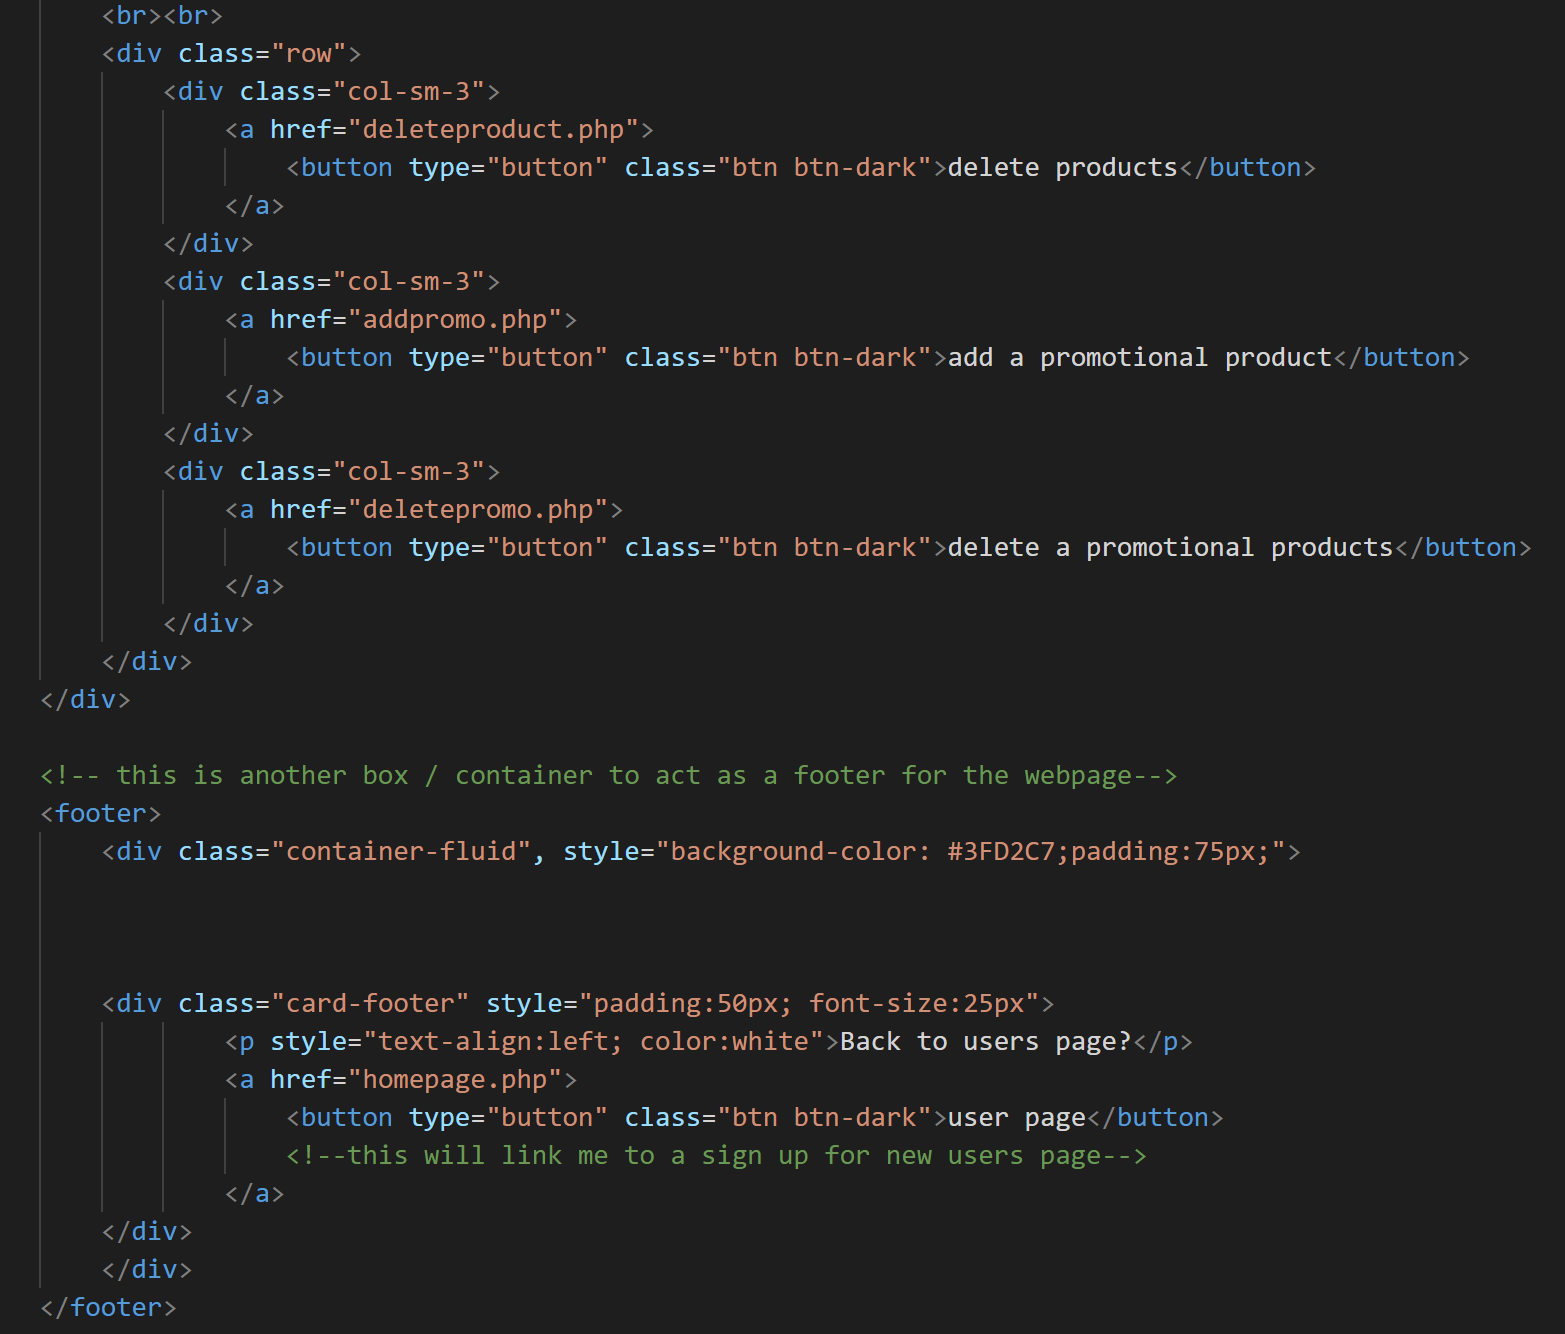 <br><br>
<div class="row">
<div class="col-sm-3">
<a href="deleteproduct.php">
<button type="button" class="btn btn-dark">delete products</button>
</a>
</div>
<div class="col-sm-3">
<a href="addpromo.php">
<button type="button" class="btn btn-dark">add a promotional product</button>
</a>
</div>
<div class="col-sm-3">
<a href="deletepromo.php">
<button type="button" class="btn btn-dark">delete a promotional products</button>
</a>
</div>
</div>
</div>
<!-- this is another box / container to act as a footer for the webpage-->
<footer>
<div class="container-fluid", style="background-color: #3FD2C7;padding:75px;">
<div class="card-footer" style="padding:50px; font-size:25px">
<p style="text-align:left; color:white">Back to users page?</p>
<a href="homepage.php">
<button type="button" class="btn btn-dark">user page</button>
<!--this will link me to a sign up for new users page-->
</a>
</div>
</div>
</footer>